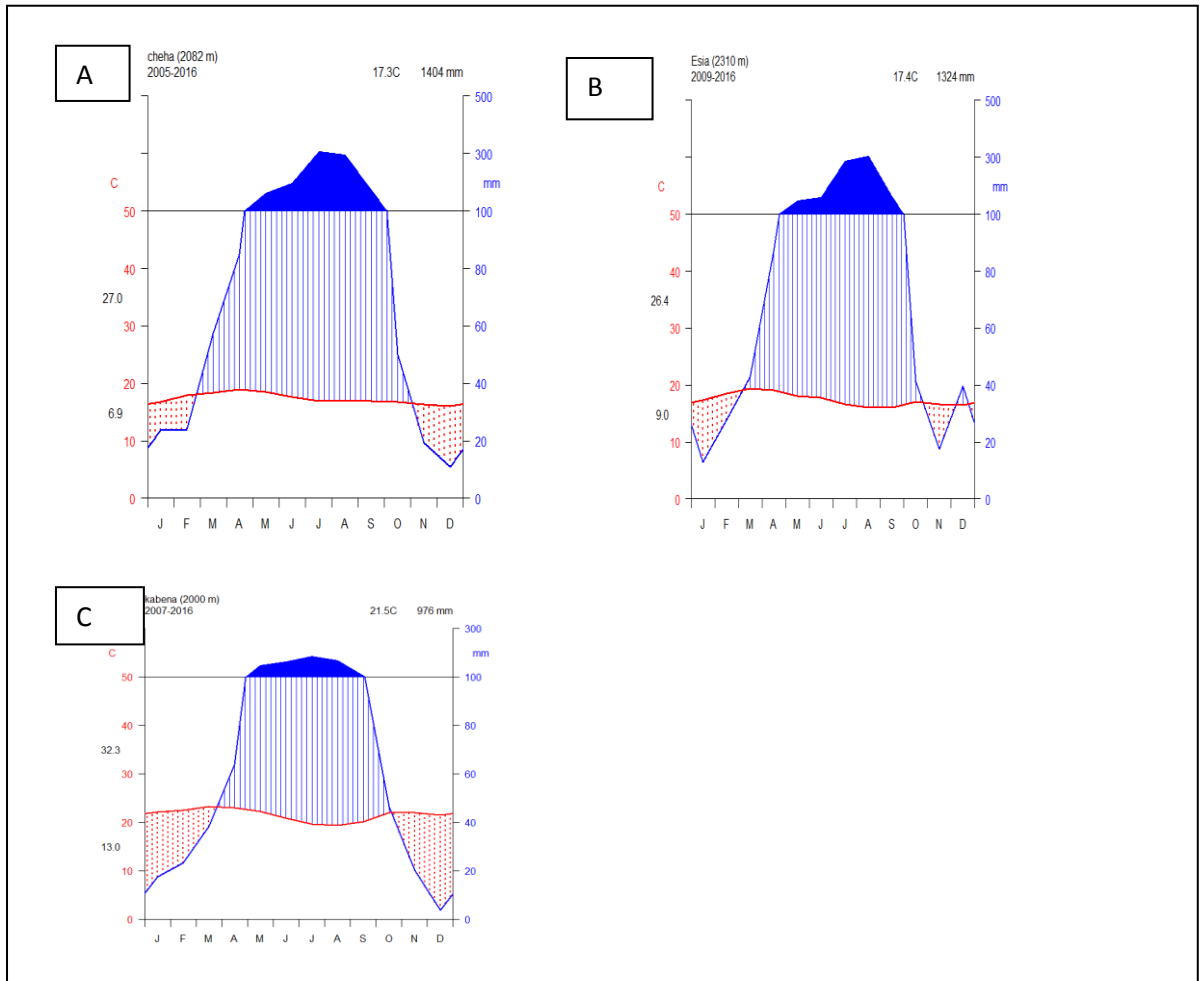 A
cheha (2082 m)
2005-2016
17.3C 1404 mm
500
300
C
mm
50
100
40
80
27.0
30
60
20
40
6.9
10
20
0
0
J F M A M J J A S O N D
B
Esia (2310 m)
2009-2016
17.4C 1324 mm
500
300
C
mm
50
100
40
80
26.4
30
60
20
40
9.0
10
20
0
0
J F M A M J J A S O N D
C
kabena (2000 m)
2007-2016
21.5C 976 mm
300
C
mm
50
100
40
80
32.3
30
60
20
40
13.0
10
20
0
0
J F M A M J J A S O N D